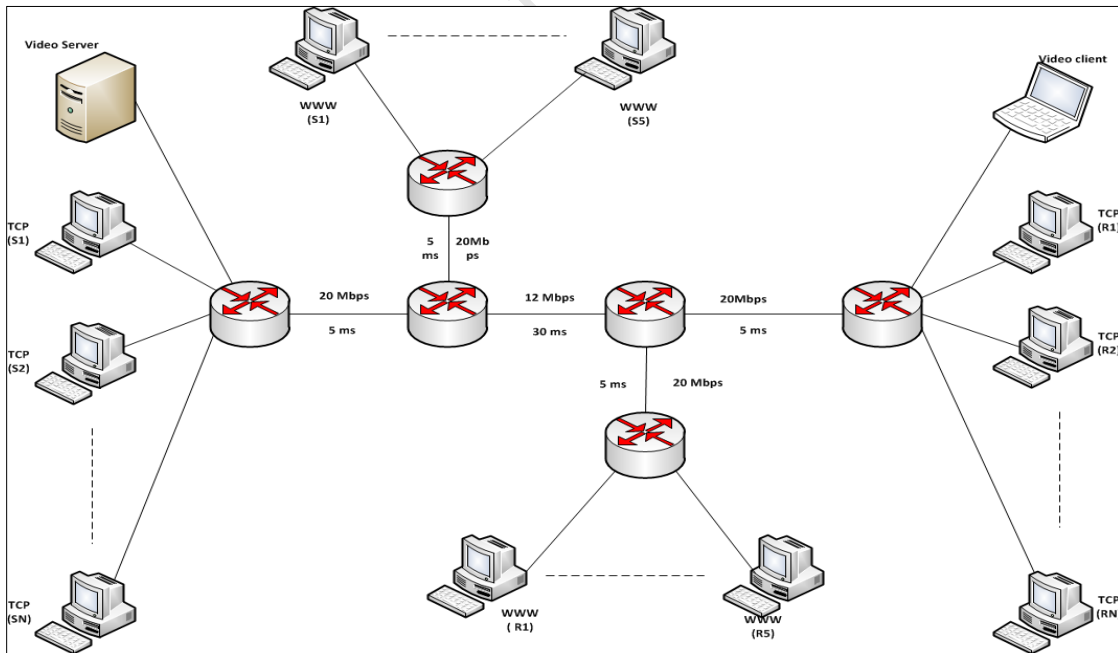 Video Server
WWW
(S1)
WWW
(S5)
Video client
TCP
(S1)
TCP
(R1)
5
ms
20Mb
ps
20 Mbps
5 ms
12 Mbps
30 ms
20Mbps
5 ms
TCP
(S2)
TCP
(R2)
5 ms
20 Mbps
WWW
( R1)
WWW
(R5)
TCP
(SN)
TCP
(RN)